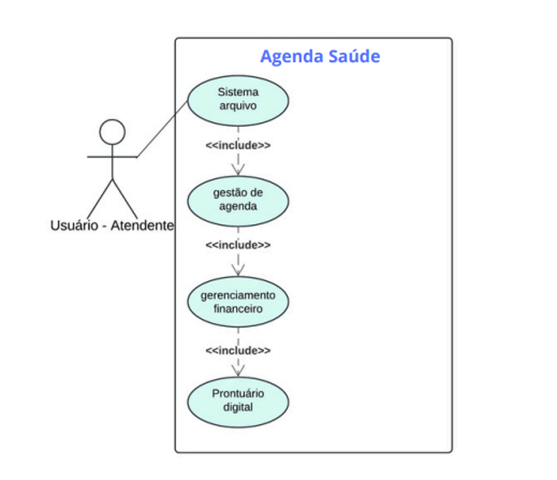 Agenda Saúde
Sistema
arquivo
<<include>>
gestão de
agenda
Usuário - Atendente
<<include>>
gerenciamento
financeiro
<<include>>
Prontuário
digital